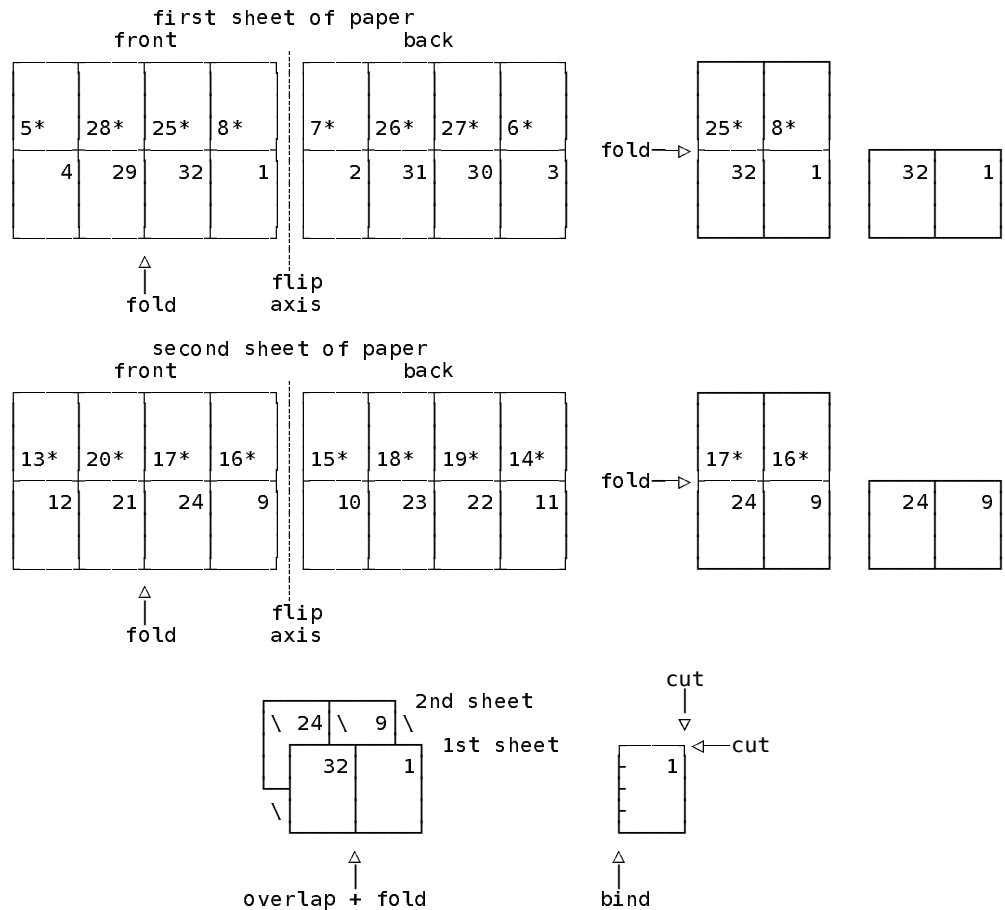 first sheet of paper
front back
5* 28* 25* 8* 7* 26* 27* 6* 25* 8*
fold
4 29 32 1 2 31 30 3 32 1 32 1
flip
fold axis
second sheet of paper
front back
13* 20* 17* 16* 15* 18* 19* 14* 17* 16*
fold
12 21 24 9 10 23 22 11 24 9 24 9
flip
fold axis
cut
2nd sheet
\ 24 \ 9 \
1st sheet cut
32 1 1
\
overlap + fold bind